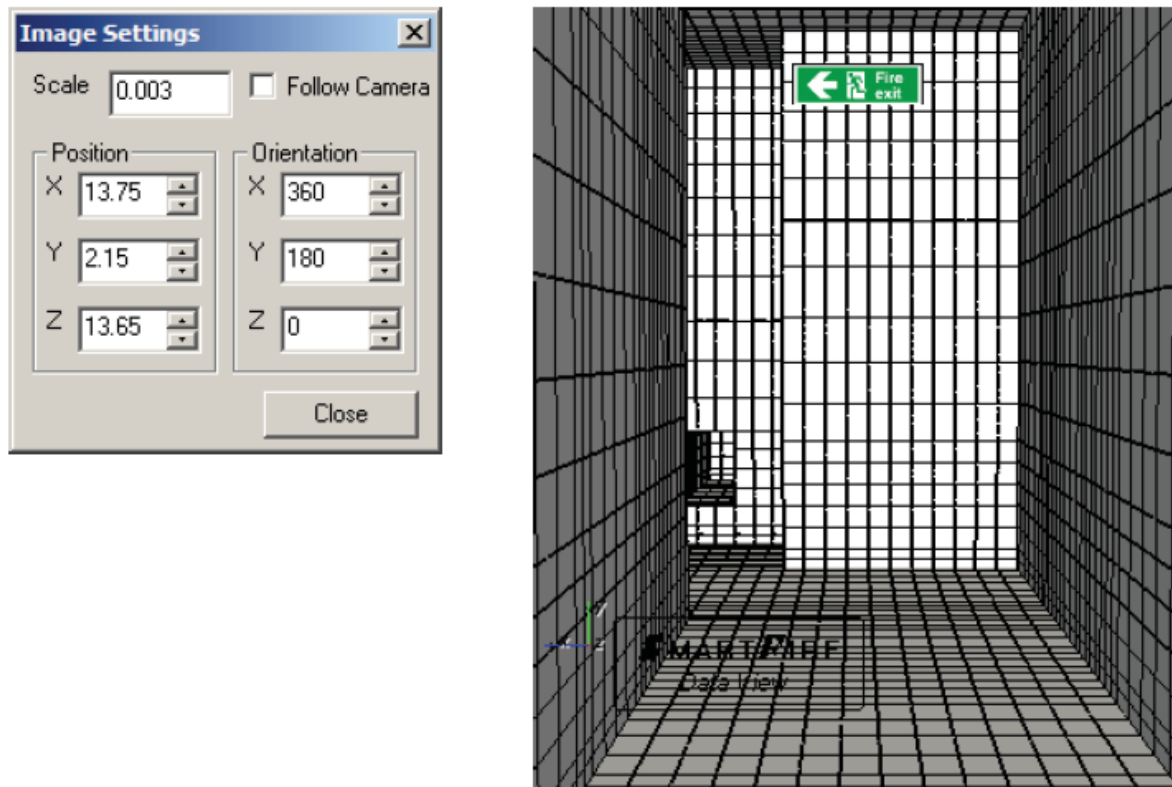 Image Settings
Scale 0.003 Follow Camera
Position
X 13.75
Y 2.15
Z 13.65
Orientation
X 360
Y 180
Z 0
Close
Fire
exit
SMARTFIRE
Data View